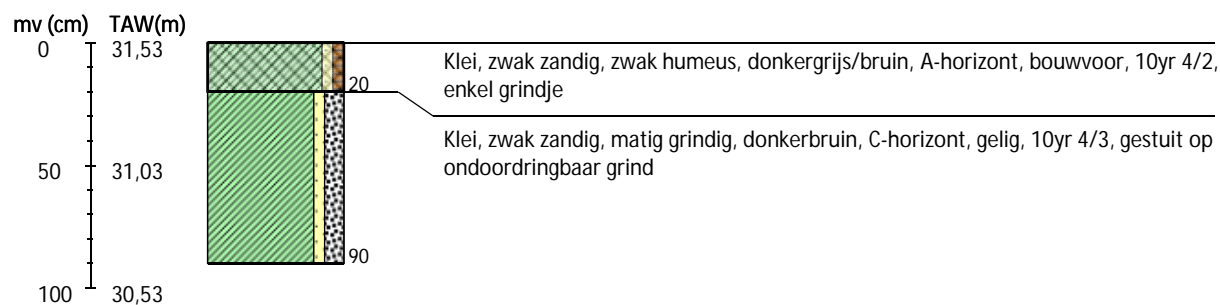 mv (cm) TAW(m)
0 31,53
Klei, zwak zandig, zwak humeus, donkergrijs/bruin, A-horizont, bouwvoor, 10yr 4/2,
enkel grindje
20
Klei, zwak zandig, matig grindig, donkerbruin, C-horizont, gelig, 10yr 4/3, gestuit op
ondoordringbaar grind
50 31,03
90
100 30,53